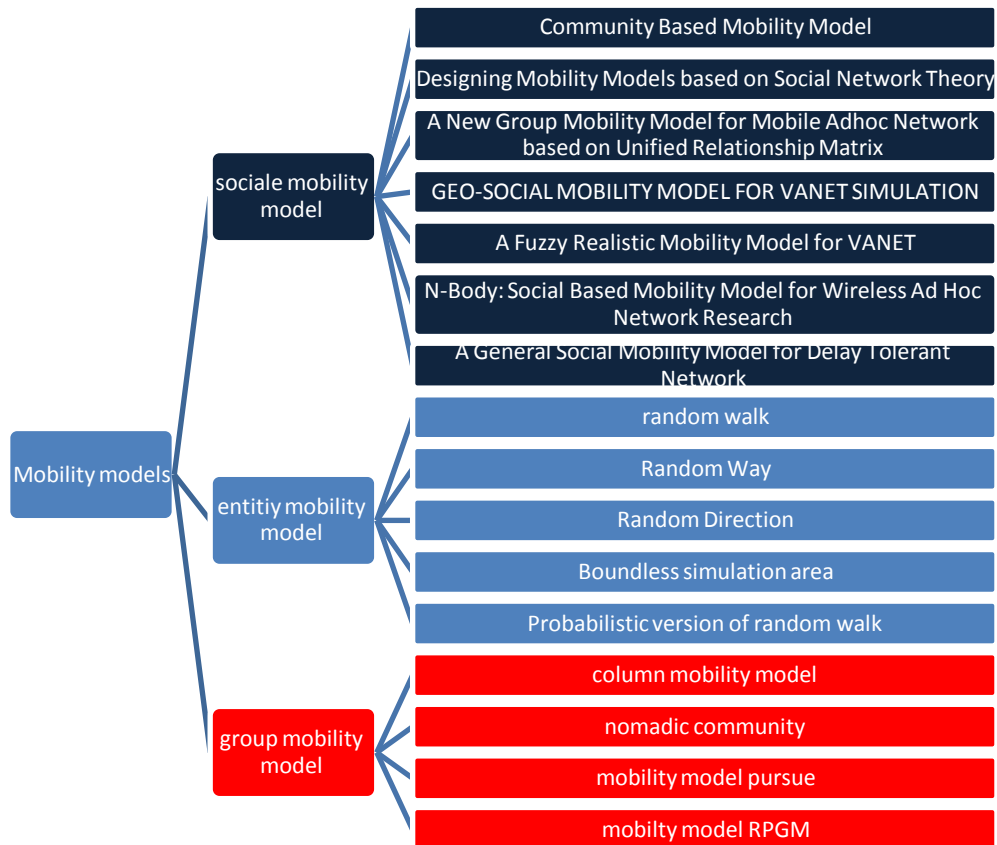 Mobility models
sociale mobility
model
Community Based Mobility Model
Designing Mobility Models based on Social Network Theory
A New Group Mobility Model for Mobile Adhoc Network
based on Unified Relationship Matrix
GEO-SOCIAL MOBILITY MODEL FOR VANET SIMULATION
A Fuzzy Realistic Mobility Model for VANET
N-Body: Social Based Mobility Model for Wireless Ad Hoc
Network Research
A General Social Mobility Model for Delay Tolerant
Network
entitiy mobility
model
random walk
Random Way
Random Direction
Boundless simulation area
Probabilistic version of random walk
group mobility
model
column mobility model
nomadic community
mobility model pursue
mobilty model RPGM